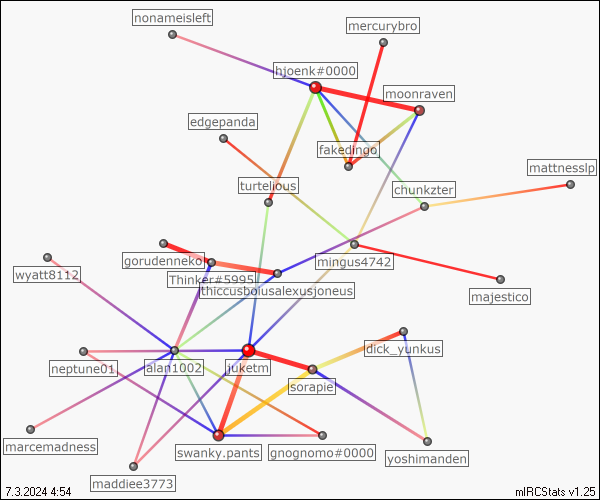 nonameisleft
mercurybro
hjoenk#0000
moonraven
edgepanda
fakedingo
mattnesslp
turtelious
chunkzter
gorudenneko
mingus4742
wyatt8112
Thinker#5995
thiccusboiusalexusjoneus
majestico
dick_yunkus
neptune01
alan1002
juketm
sorapie
marcemadness
swanky.pants
gnognomo#0000
yoshimanden
maddiee3773
7.3.2024 4:54
mIRCStats v1.25